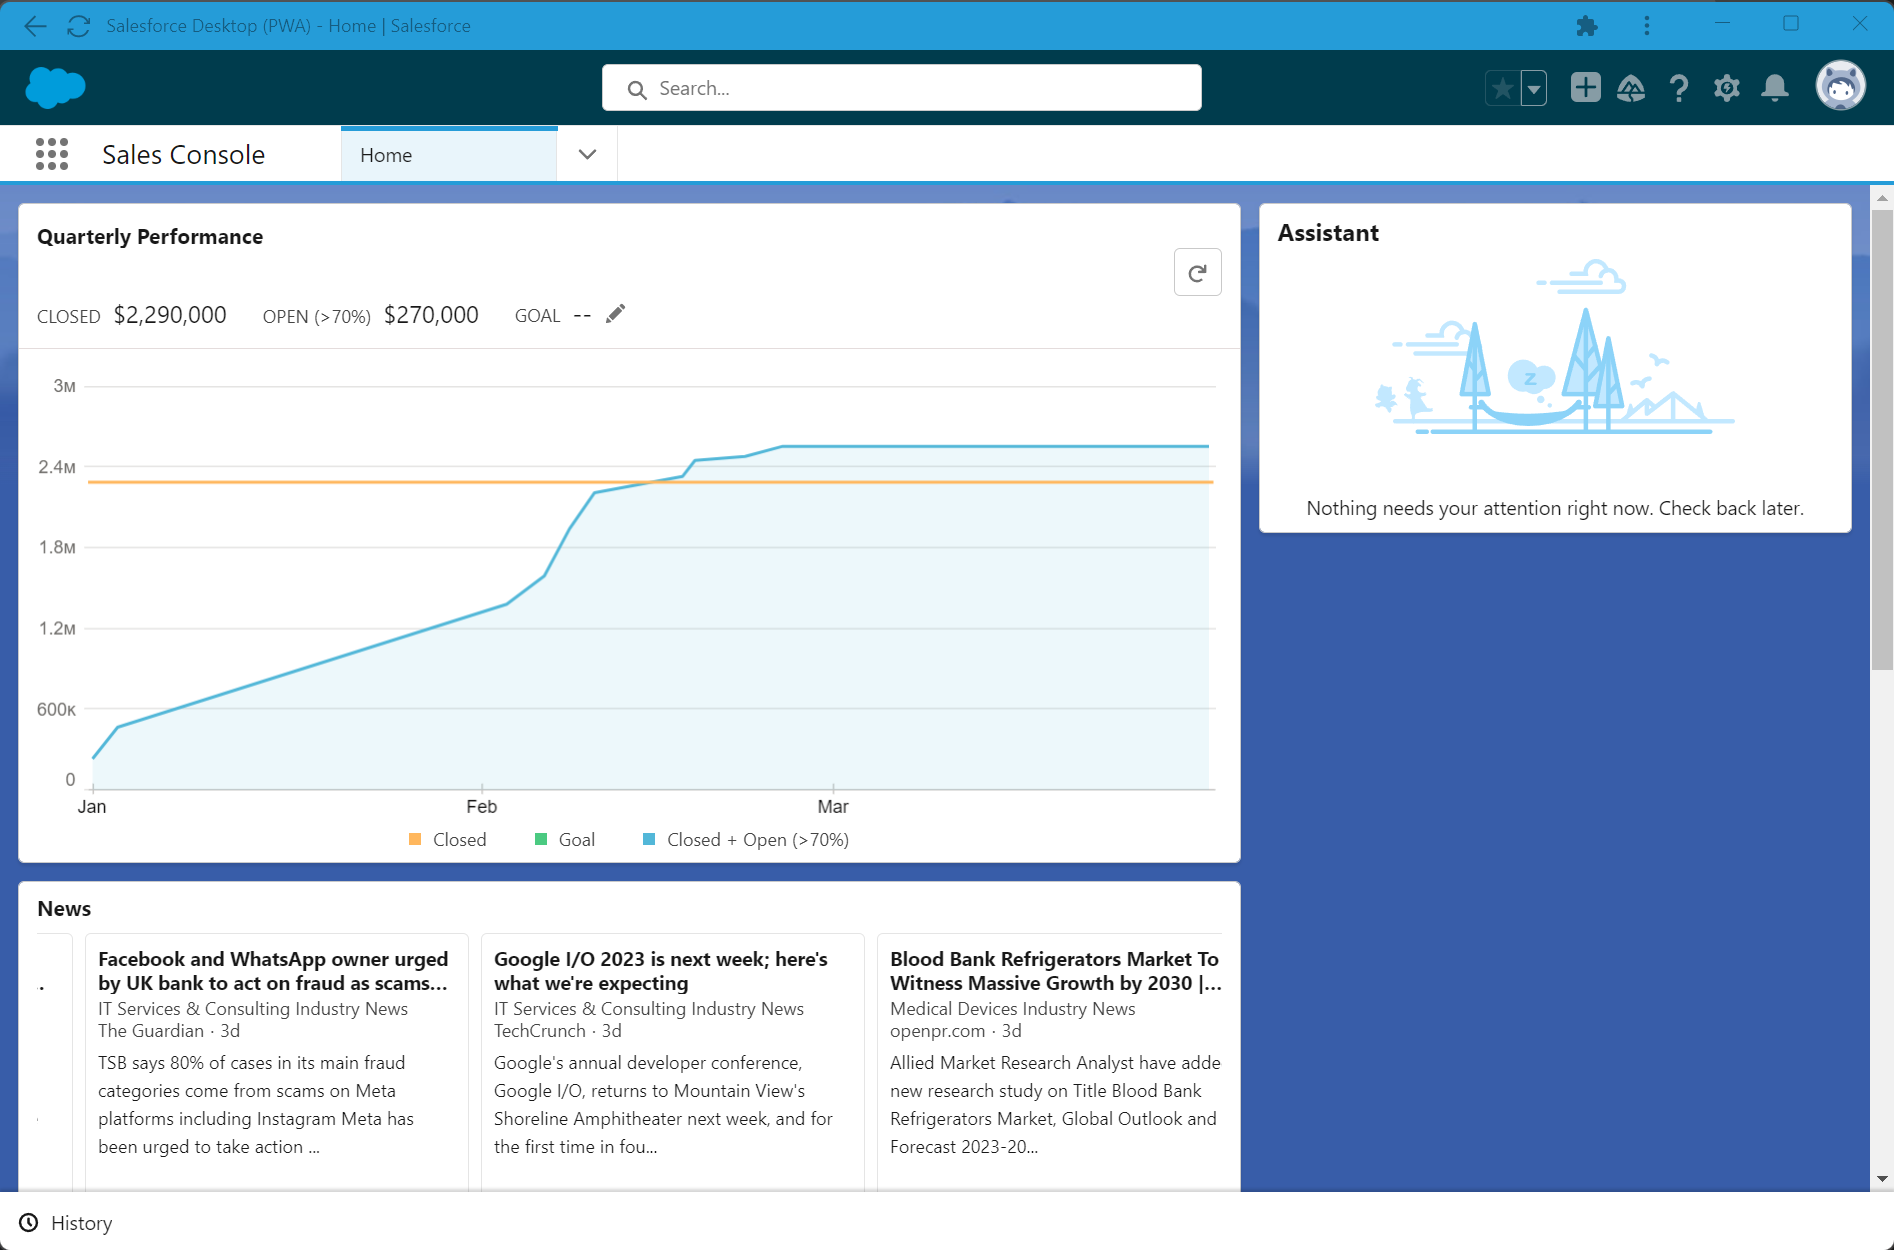 Salesforce Desktop (PWA) - Home | Salesforce
Search...
Sales Console
Home
Quarterly Performance
CLOSED $2,290,000 OPEN (>70%) $270,000 GOAL --
3M
2.4M
1.8M
1.2M
600K
0
Jan Feb Mar
Closed Goal Closed + Open (>70%)
Assistant
Z
Nothing needs your attention right now. Check back later.
News
..
Facebook and WhatsApp owner urged
by UK bank to act on fraud as scams...
IT Services & Consulting Industry News
The Guardian · 3d
TSB says 80% of cases in its main fraud
categories come from scams on Meta
platforms including Instagram Meta has
been urged to take action ...
Google I/O 2023 is next week; here's
what we're expecting
IT Services & Consulting Industry News
TechCrunch · 3d
Google's annual developer conference,
Google I/O, returns to Mountain View's
Shoreline Amphitheater next week, and for
the first time in fou...
Blood Bank Refrigerators Market To
Witness Massive Growth by 2030 |...
Medical Devices Industry News
openpr.com · 3d
Allied Market Research Analyst have adde
new research study on Title Blood Bank
Refrigerators Market, Global Outlook and
Forecast 2023-20...
History